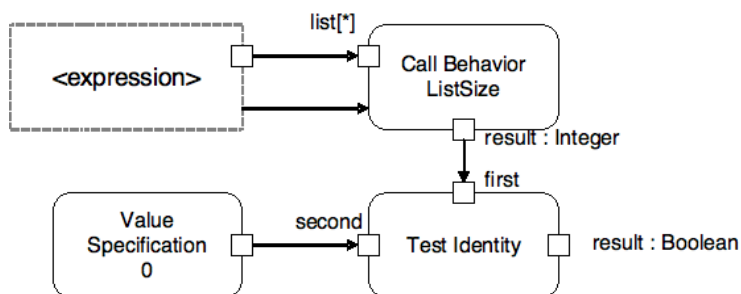 list[*]
<expression>
Call Behavior
ListSize
result : Integer
first
Value
Specification
0
second
Test Identity
result : Boolean